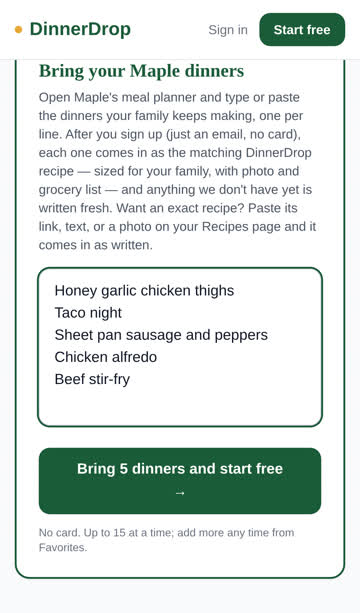 DinnerDrop
Sign in
Start free
Bring your Maple dinners
Open Maple's meal planner and type or paste
the dinners your family keeps making, one per
line. After you sign up (just an email, no card),
each one comes in as the matching DinnerDrop
recipe — sized for your family, with photo and
grocery list — and anything we don't have yet is
written fresh. Want an exact recipe? Paste its
link, text, or a photo on your Recipes page and it
comes in as written.
Honey garlic chicken thighs
Taco night
Sheet pan sausage and peppers
Chicken alfredo
Beef stir-fry
Bring 5 dinners and start free
→
No card. Up to 15 at a time; add more any time from
Favorites.